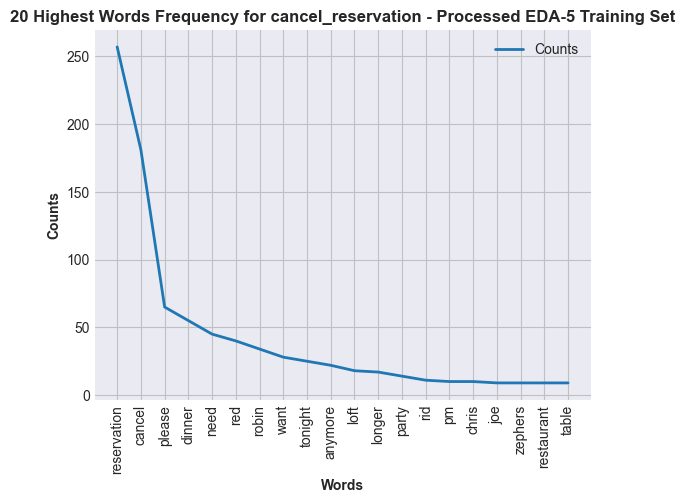 20 Highest Words Frequency for cancel_reservation - Processed EDA-5 Training Set
Counts
250
200
150
100
50
0
Counts
reservation
cancel
please
dinner
need
red
robin
want
tonight
anymore
loft
longer
party
rid
pm
chris
joe
zephers
restaurant
table
Words